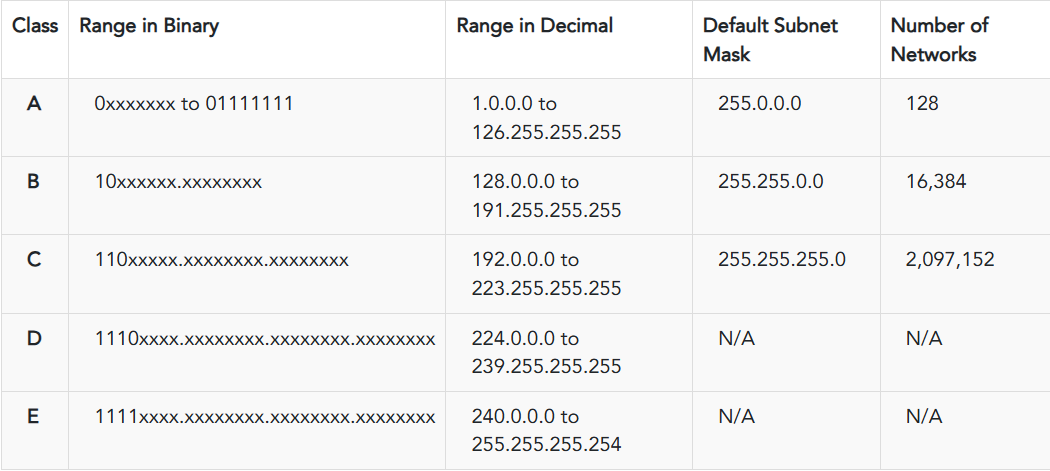 Class Range in Binary Range in Decimal Default Subnet Mask Number of Networks
A 0xxxxxxx to 01111111 1.0.0.0 to 126.255.255.255 255.0.0.0 128
B 10xxxxxx.xxxxxxxx 128.0.0.0 to 191.255.255.255 255.255.0.0 16,384
C 110xxxxx.xxxxxxxx.xxxxxxxx 192.0.0.0 to 223.255.255.255 255.255.255.0 2,097,152
D 1110xxxx.xxxxxxxx.xxxxxxxx.xxxxxxxx 224.0.0.0 to 239.255.255.255 N/A N/A
E 1111xxxx.xxxxxxxx.xxxxxxxx.xxxxxxxx 240.0.0.0 to 255.255.255.254 N/A N/A